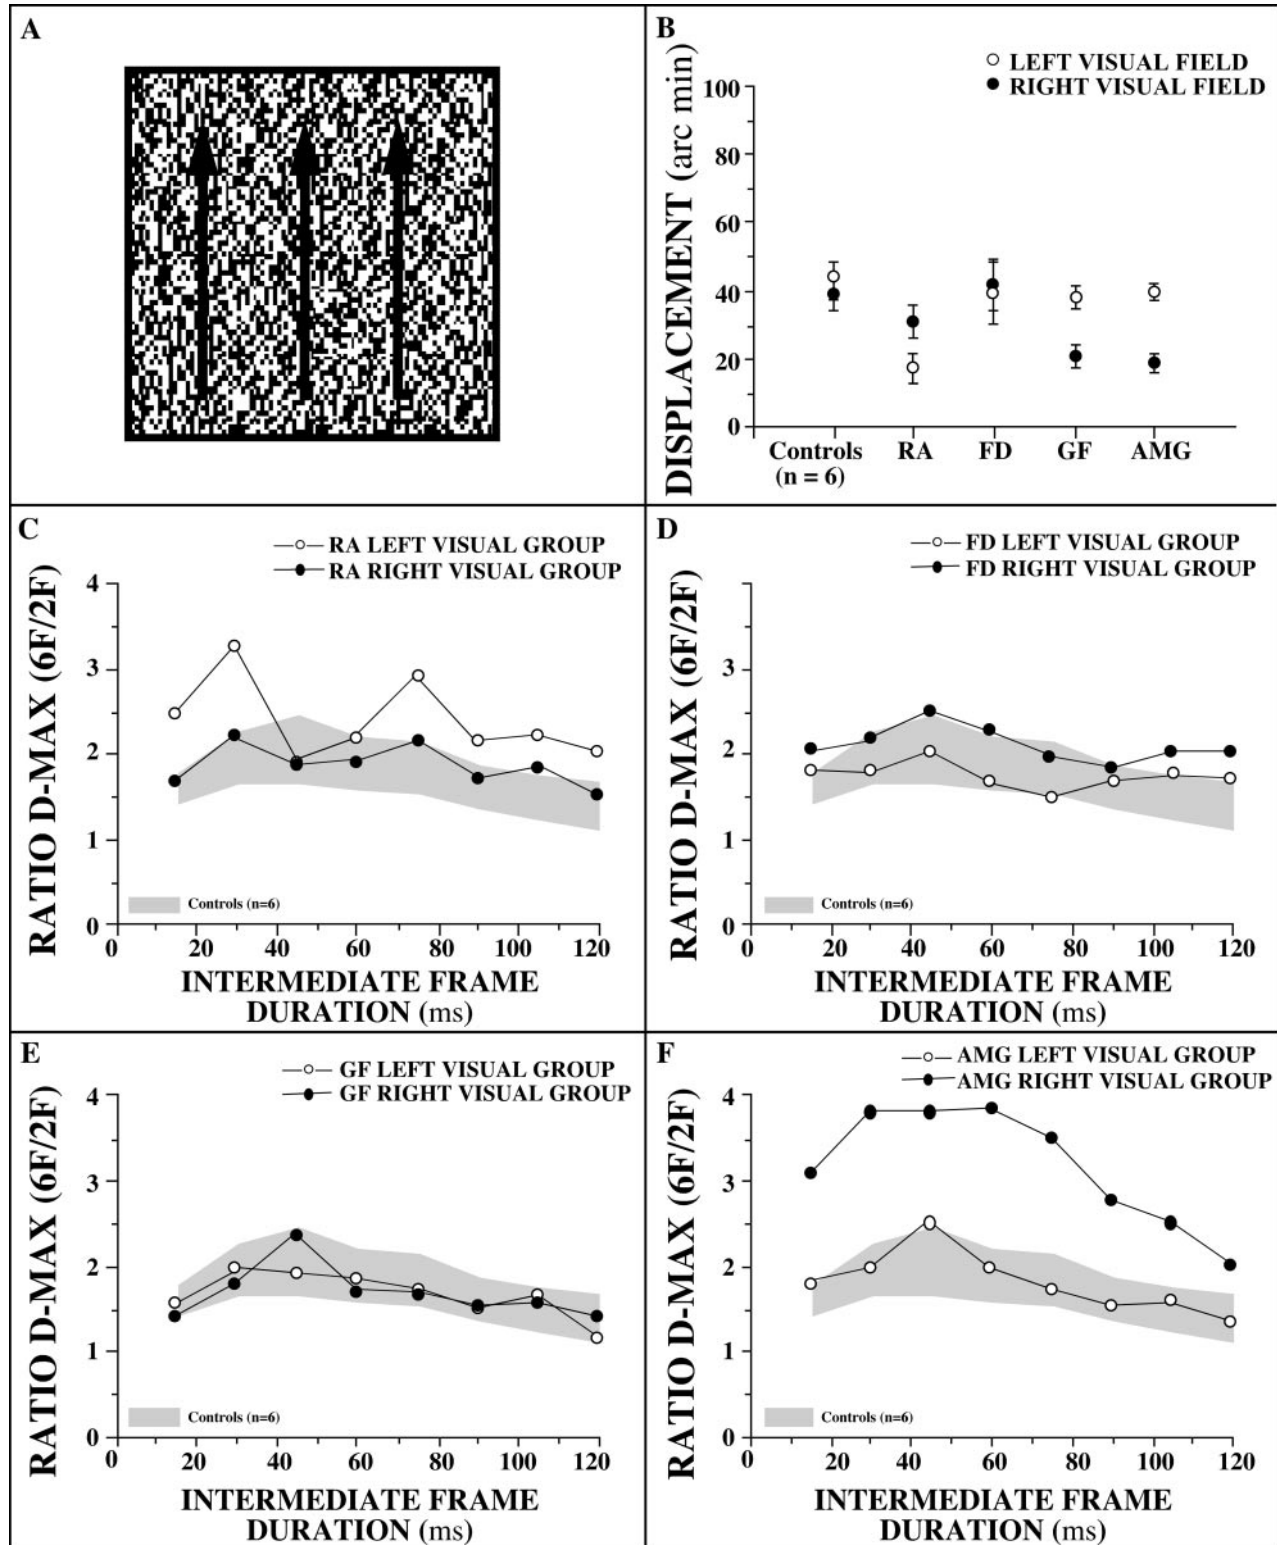 A
B
LEFT VISUAL FIELD
RIGHT VISUAL FIELD
DISPLACEMENT (arc min)
100
80
60
40
20
0
Controls RA FD GF AMG
(n = 6)
C
RA LEFT VISUAL GROUP
RA RIGHT VISUAL GROUP
RATIO D-MAX (6F/2F)
4
3
2
1
0
Controls (n=6)
0 20 40 60 80 100 120
INTERMEDIATE FRAME
DURATION (ms)
D
FD LEFT VISUAL GROUP
FD RIGHT VISUAL GROUP
RATIO D-MAX (6F/2F)
4
3
2
1
0
Controls (n=6)
0 20 40 60 80 100 120
INTERMEDIATE FRAME
DURATION (ms)
E
GF LEFT VISUAL GROUP
GF RIGHT VISUAL GROUP
RATIO D-MAX (6F/2F)
4
3
2
1
0
Controls (n=6)
0 20 40 60 80 100 120
INTERMEDIATE FRAME
DURATION (ms)
F
AMG LEFT VISUAL GROUP
AMG RIGHT VISUAL GROUP
RATIO D-MAX (6F/2F)
4
3
2
1
0
Controls (n=6)
0 20 40 60 80 100 120
INTERMEDIATE FRAME
DURATION (ms)